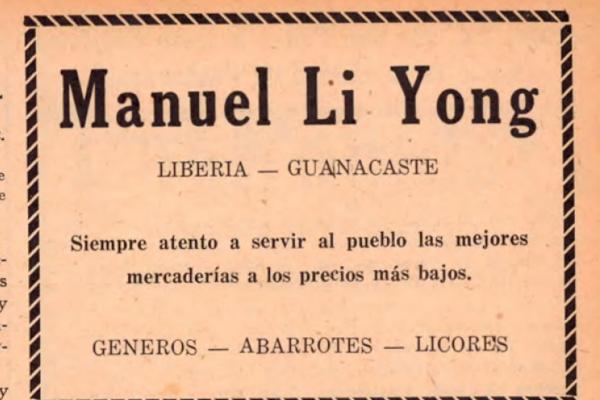 Manuel Li Yong
LIBERIA — GUANACASTE
Siempre atento a servir al pueblo las mejores
mercaderías a los precios más bajos.
GENEROS — ABARROTES — LICORES